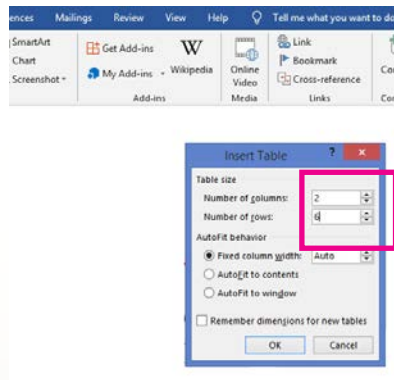 ences Mailings Review View Help Tell me what you want to do
SmartArt
Chart
Screenshot
Get Add-ins
My Add-ins
Wikipedia
Add-ins
Online
Video
Media
Link
Bookmark
Cross-reference
Links
Co
Co
Insert Table ? x
Table size
Number of columns: 2
Number of rows: 6
AutoFit behavior
Fixed column width: Auto
AutoFit to contents
AutoFit to window
Remember dimensions for new tables
OK Cancel